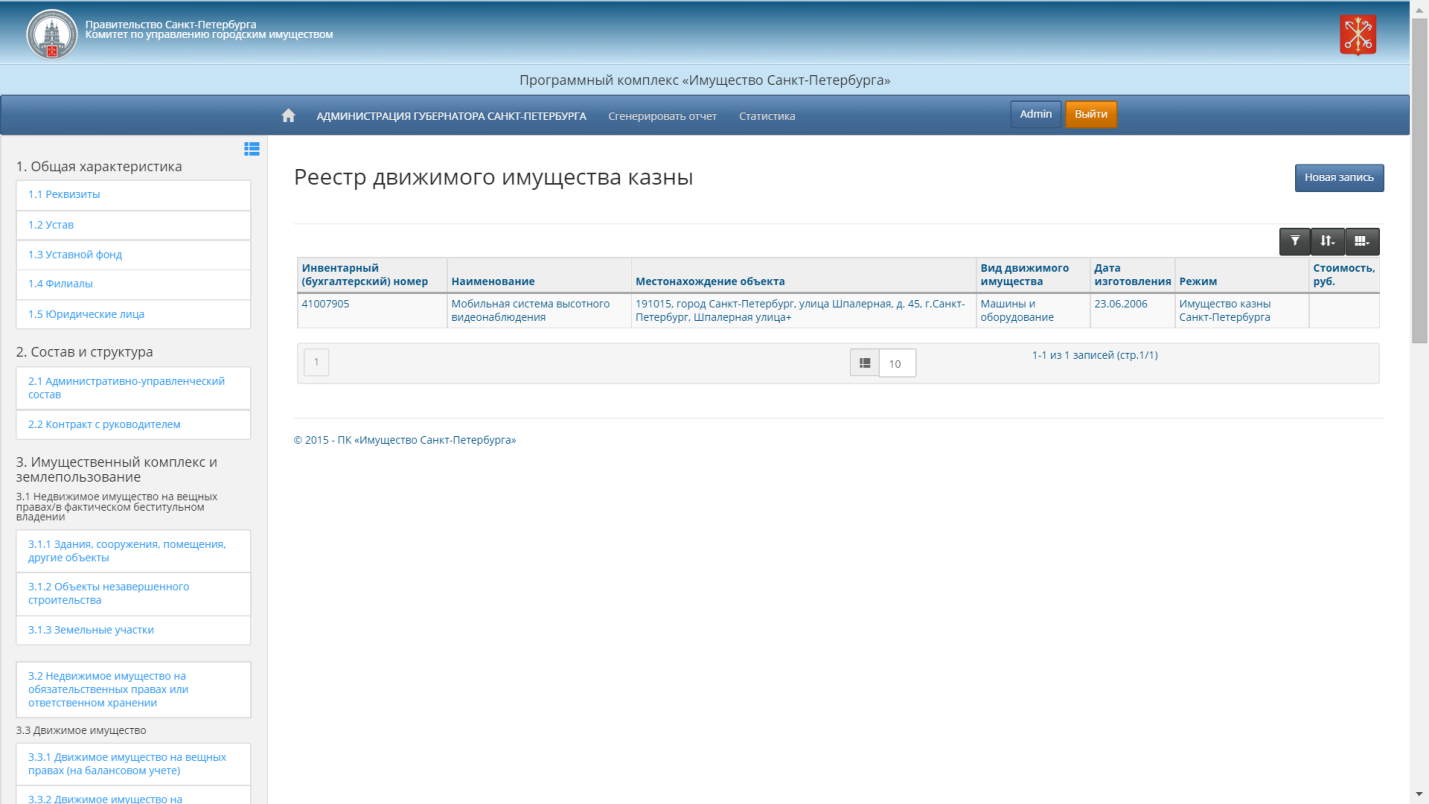 Правительство Санкт-Петербурга
Комитет по управлению городским имуществом
Программный комплекс «Имущество Санкт-Петербурга»
АДМИНИСТРАЦИЯ ГУБЕРНАТОРА САНКТ-ПЕТЕРБУРГА Сгенерировать отчет Статистика Admin Выйти
1. Общая характеристика
1.1 Реквизиты
1.2 Устав
1.3 Уставной фонд
1.4 Филиалы
1.5 Юридические лица
2. Состав и структура
2.1 Административно-управленческий
состав
2.2 Контракт с руководителем
3. Имущественный комплекс и
землепользование
3.1 Недвижимое имущество на вещных
правах/в фактическом беститульном
владении
3.1.1 Здания, сооружения, помещения,
другие объекты
3.1.2 Объекты незавершенного
строительства
3.1.3 Земельные участки
3.2 Недвижимое имущество на
обязательственных правах или
ответственном хранении
3.3 Движимое имущество
3.3.1 Движимое имущество на вещных
правах (на балансовом учете)
3.3.2 Движимое имущество на
Реестр движимого имущества казны
Новая запись
Инвентарный
(бухгалтерский) номер
Наименование
Местонахождение объекта
Вид движимого
имущества
Дата
изготовления
Режим
Стоимость,
руб.
41007905
Мобильная система высотного
видеонаблюдения
191015, город Санкт-Петербург, улица Шпалерная, д. 45, г.Санкт-
Петербург, Шпалерная улица+
Машины и
оборудование
23.06.2006
Имущество казны
Санкт-Петербурга
1
10
1-1 из 1 записей (стр.1/1)
© 2015 - ПК «Имущество Санкт-Петербурга»